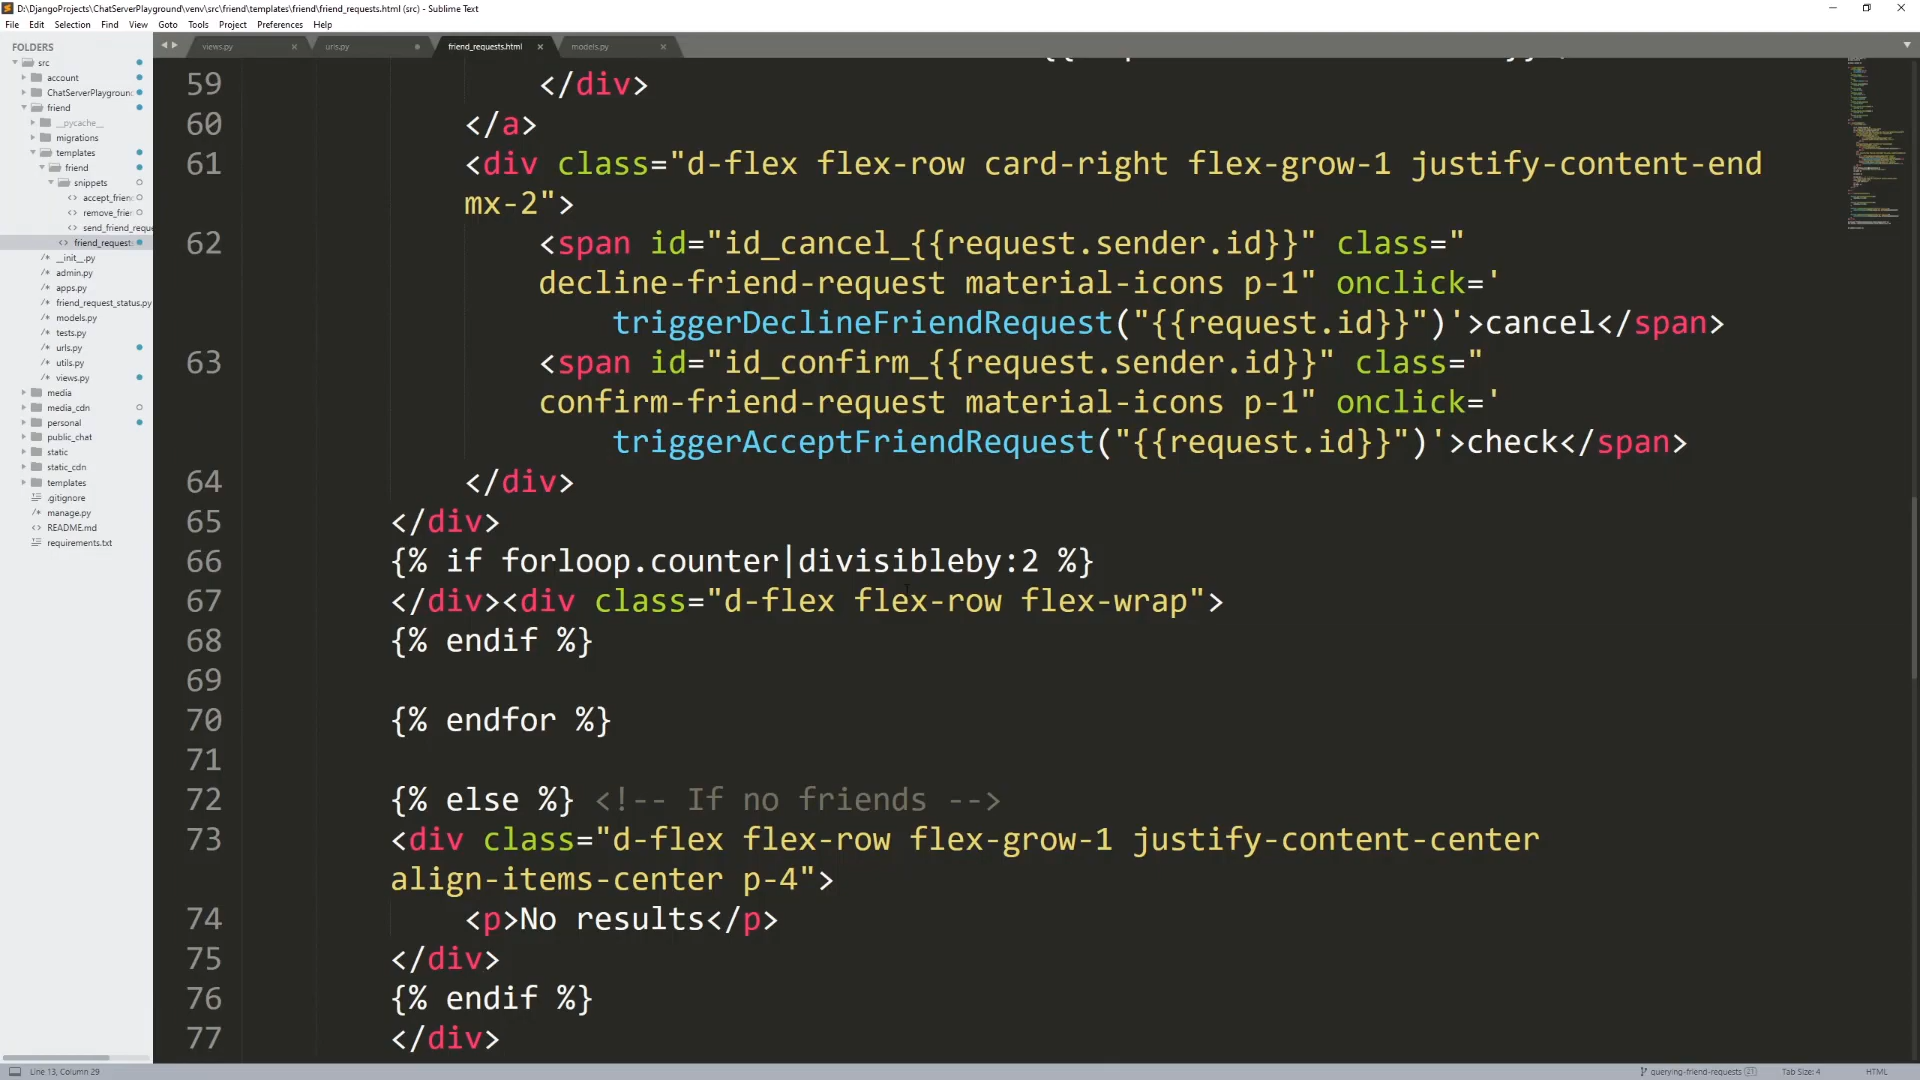 D:\DjangoProjects\ChatServerPlayground\venv\src\friend\templates\friend\friend_requests.html (src) - Sublime Text
File Edit Selection Find View Goto Tools Project Preferences Help
FOLDERS
src
account
ChatServerPlayground
friend
__pycache__
migrations
templates
friend
snippets
accept_frien
remove_frie
send_friend_reque
friend_request
__init__.py
admin.py
apps.py
friend_request_status.py
models.py
tests.py
urls.py
utils.py
views.py
media
media_cdn
personal
public_chat
static
static_cdn
templates
.gitignore
manage.py
README.md
requirements.txt
views.py urls.py friend_requests.html models.py
59 </div>
60 </a>
61 <div class="d-flex flex-row card-right flex-grow-1 justify-content-end
mx-2">
62 <span id="id_cancel_{{request.sender.id}}" class="
decline-friend-request material-icons p-1" onclick='
triggerDeclineFriendRequest("{{request.id}}")'>cancel</span>
63 <span id="id_confirm_{{request.sender.id}}" class="
confirm-friend-request material-icons p-1" onclick='
triggerAcceptFriendRequest("{{request.id}}")'>check</span>
64 </div>
65 </div>
66 {% if forloop.counter|divisibleby:2 %}
67 </div><div class="d-flex flex-row flex-wrap">
68 {% endif %}
69
70 {% endfor %}
71
72 {% else %} <!-- If no friends -->
73 <div class="d-flex flex-row flex-grow-1 justify-content-center
align-items-center p-4">
74 <p>No results</p>
75 </div>
76 {% endif %}
77 </div>
Line 13, Column 29
querying-friend-requests 21 Tab Size: 4 HTML